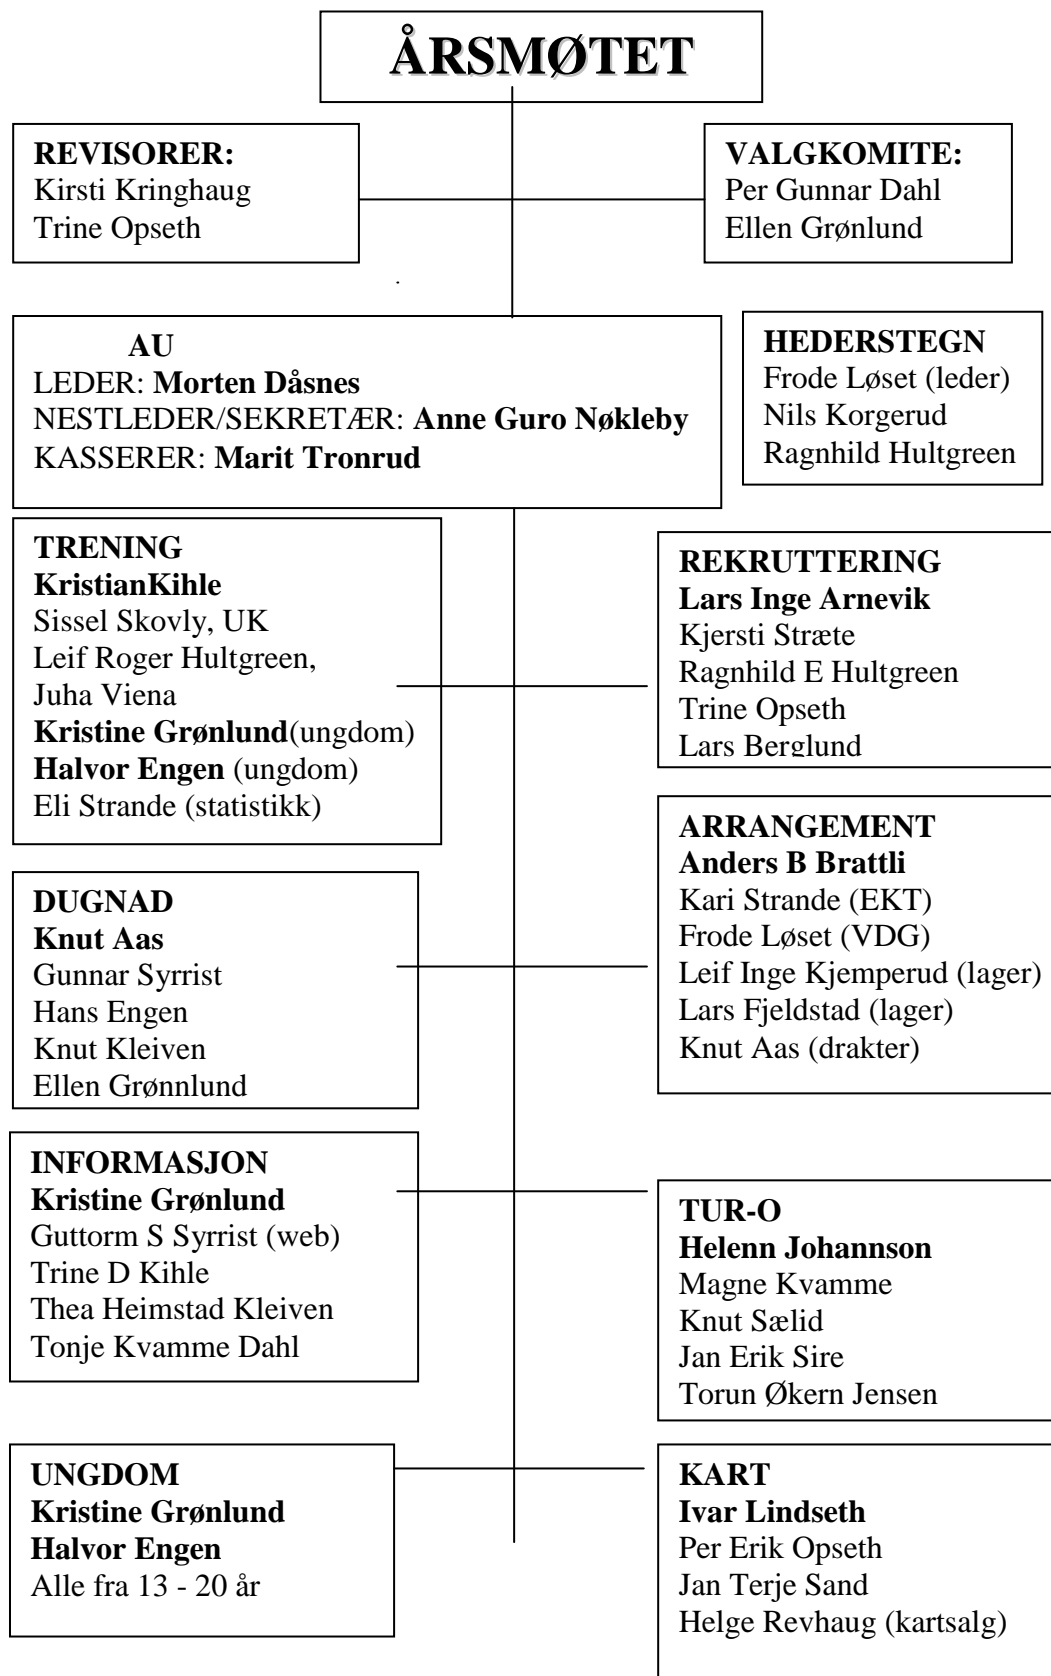 ÅRSMØTET
REVISORER:
Kirsti Kringhaug
Trine Opseth
VALGKOMITE:
Per Gunnar Dahl
Ellen Grønlund
AU
LEDER: Morten Dåsnes
NESTLEDER/SEKRETÆR: Anne Guro Nøkleby
KASSERER: Marit Tronrud
HEDERSTEGN
Frode Løset (leder)
Nils Korgerud
Ragnhild Hultgreen
TRENING
KristianKihle
Sissel Skovly, UK
Leif Roger Hultgreen,
Juha Viena
Kristine Grønlund(ungdom)
Halvor Engen (ungdom)
Eli Strande (statistikk)
REKRUTTERING
Lars Inge Arnevik
Kjersti Stræte
Ragnhild E Hultgreen
Trine Opseth
Lars Berglund
DUGNAD
Knut Aas
Gunnar Syrrist
Hans Engen
Knut Kleiven
Ellen Grønnlund
ARRANGEMENT
Anders B Brattli
Kari Strande (EKT)
Frode Løset (VDG)
Leif Inge Kjemperud (lager)
Lars Fjeldstad (lager)
Knut Aas (drakter)
INFORMASJON
Kristine Grønlund
Guttorm S Syrrist (web)
Trine D Kihle
Thea Heimstad Kleiven
Tonje Kvamme Dahl
TUR-O
Helenn Johannson
Magne Kvamme
Knut Sælid
Jan Erik Sire
Torun Økern Jensen
UNGDOM
Kristine Grønlund
Halvor Engen
Alle fra 13 - 20 år
KART
Ivar Lindseth
Per Erik Opseth
Jan Terje Sand
Helge Revhaug (kartsalg)